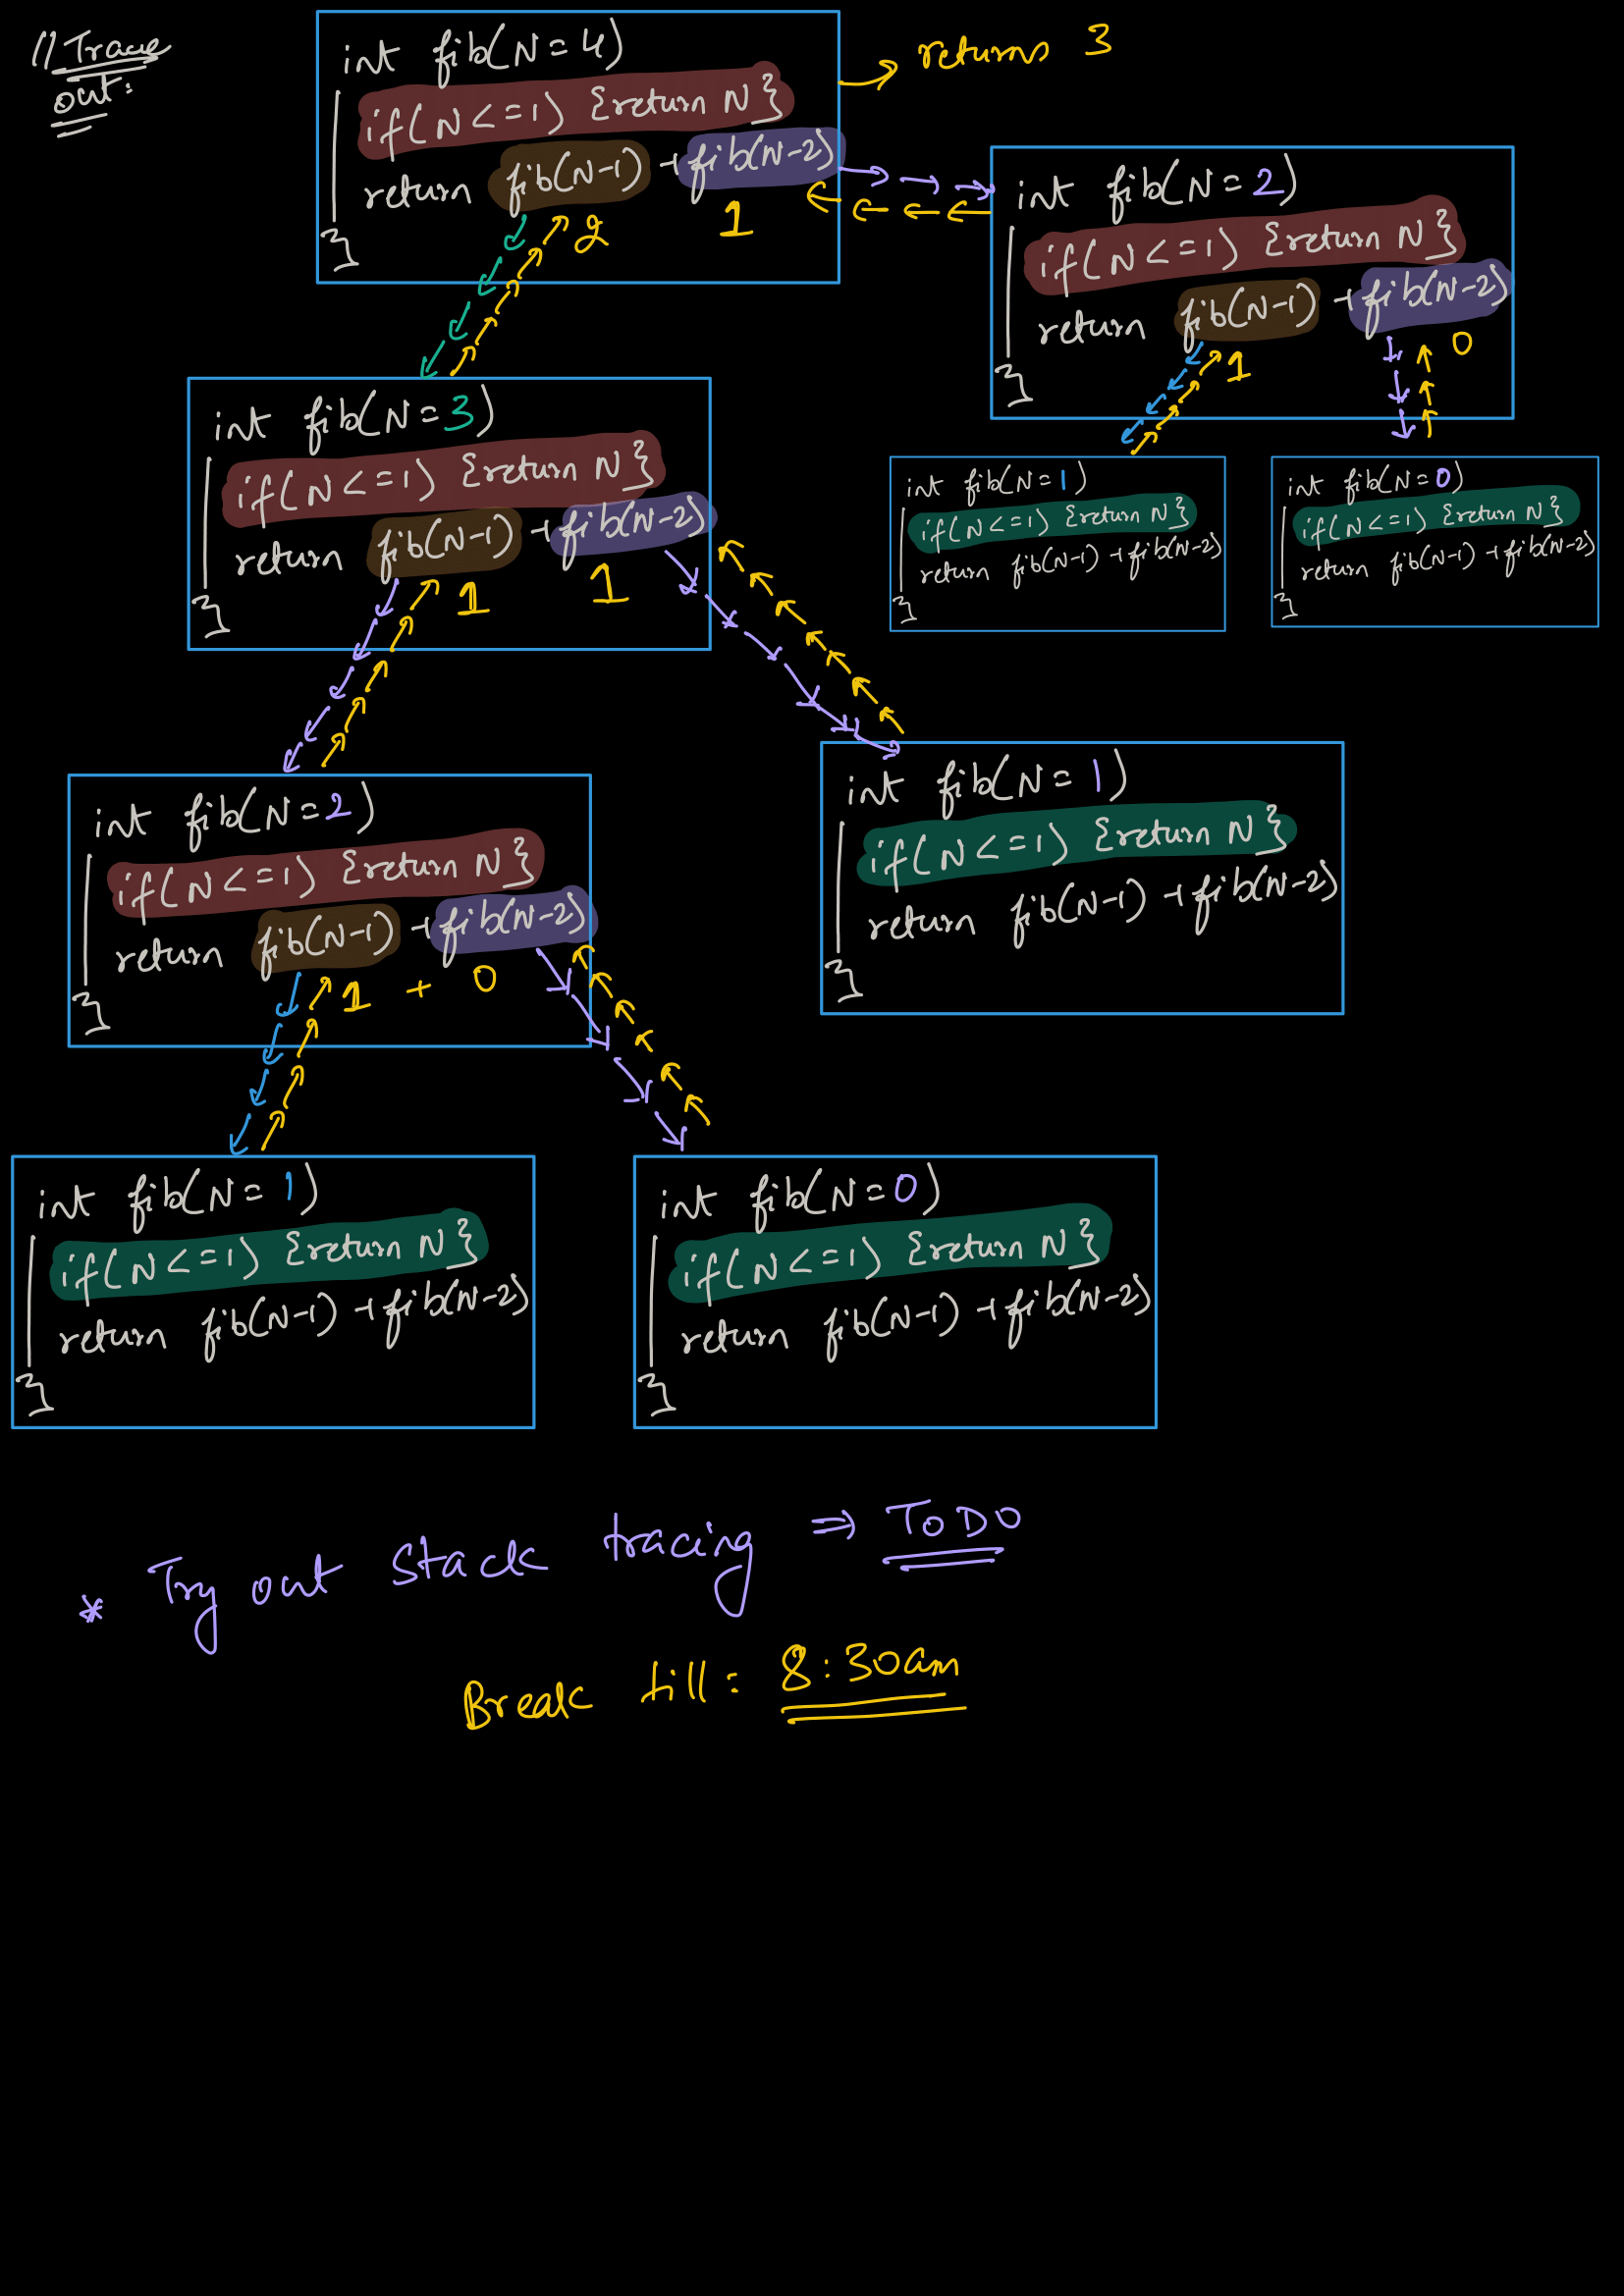 // Trace
out:
int fib(N=4)
{
if(N<=1) {return N}
return fib(N-1) + fib(N-2)
}
2 1
returns 3
int fib(N=2)
{
if(N<=1) {return N}
return fib(N-1) + fib(N-2)
}
1 0
int fib(N=3)
{
if(N<=1) {return N}
return fib(N-1) + fib(N-2)
}
1 1
int fib(N=1)
{
if(N<=1) {return N}
return fib(N-1) + fib(N-2)
}
int fib(N=0)
{
if(N<=1) {return N}
return fib(N-1) + fib(N-2)
}
int fib(N=2)
{
if(N<=1) {return N}
return fib(N-1) + fib(N-2)
}
1 + 0
int fib(N=1)
{
if(N<=1) {return N}
return fib(N-1) + fib(N-2)
}
int fib(N=1)
{
if(N<=1) {return N}
return fib(N-1) + fib(N-2)
}
int fib(N=0)
{
if(N<=1) {return N}
return fib(N-1) + fib(N-2)
}
* Try out stack tracing ⇒ TODO
Break till: 8:30am